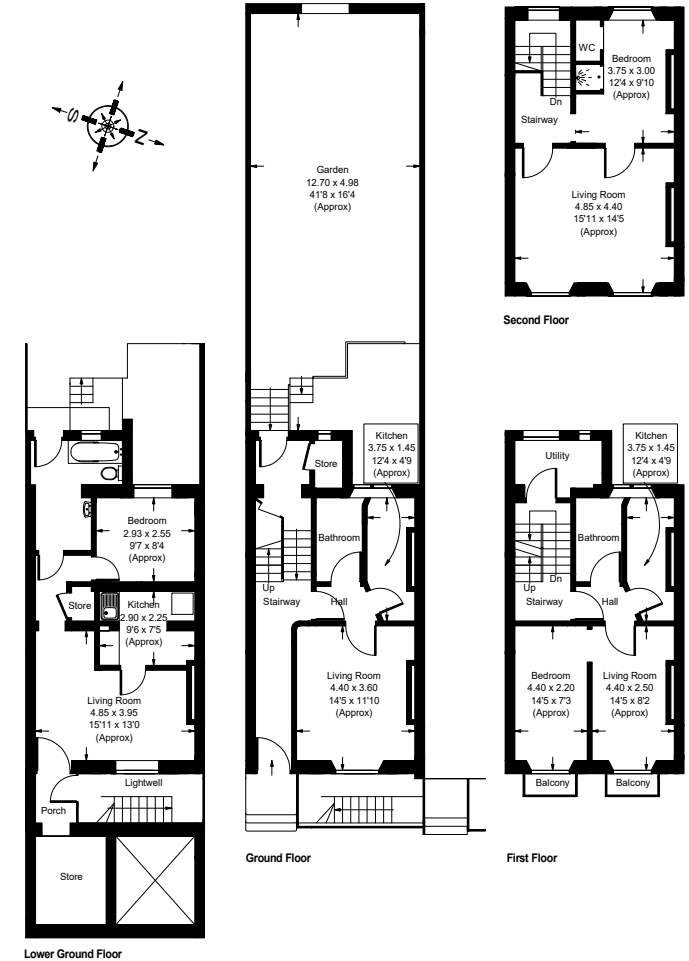 S
N
Garden
12.70 x 4.98
41'8 x 16'4
(Approx)
WC
Bedroom
3.75 x 3.00
12'4 x 9'10
(Approx)
Dn
Stairway
Living Room
4.85 x 4.40
15'11 x 14'5
(Approx)
Second Floor
Bedroom
2.93 x 2.55
9'7 x 8'4
(Approx)
Store
Kitchen
2.90 x 2.25
9'6 x 7'5
(Approx)
Living Room
4.85 x 3.95
15'11 x 13'0
(Approx)
Lightwell
Porch
Store
Lower Ground Floor
Store
Kitchen
3.75 x 1.45
12'4 x 4'9
(Approx)
Bathroom
Up
Stairway
Hall
Living Room
4.40 x 3.60
14'5 x 11'10
(Approx)
Ground Floor
Utility
Kitchen
3.75 x 1.45
12'4 x 4'9
(Approx)
Bathroom
Up
Dn
Stairway
Hall
Bedroom
4.40 x 2.20
14'5 x 7'3
(Approx)
Living Room
4.40 x 2.50
14'5 x 8'2
(Approx)
Balcony
Balcony
First Floor